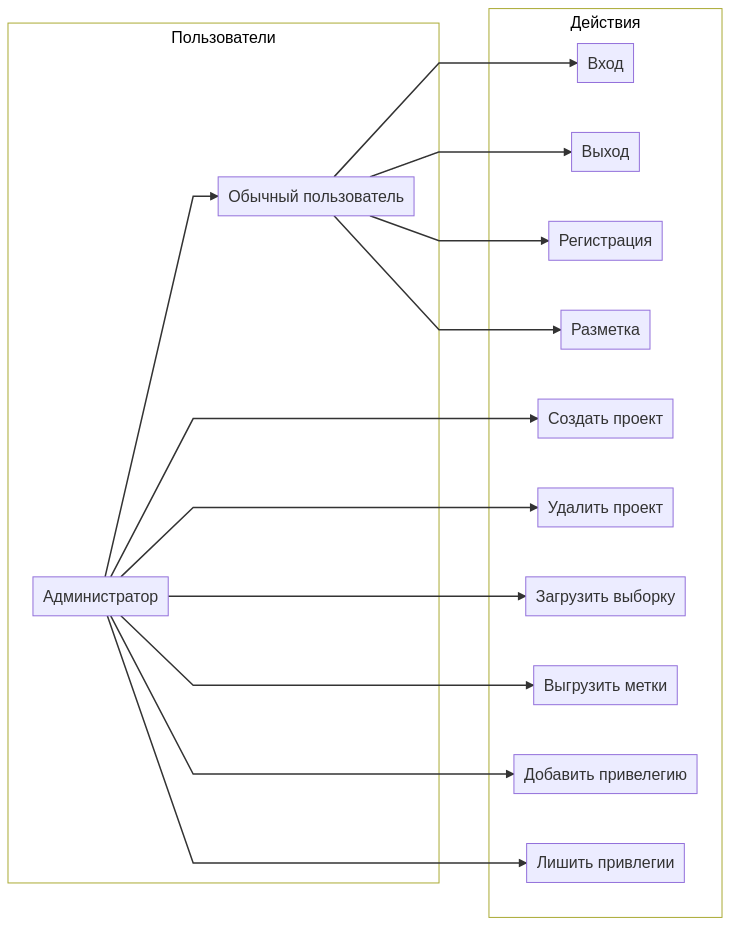 Пользователи
Действия
Вход
Выход
Обычный пользователь
Регистрация
Разметка
Создать проект
Удалить проект
Администратор
Загрузить выборку
Выгрузить метки
Добавить привелегию
Лишить привлегии